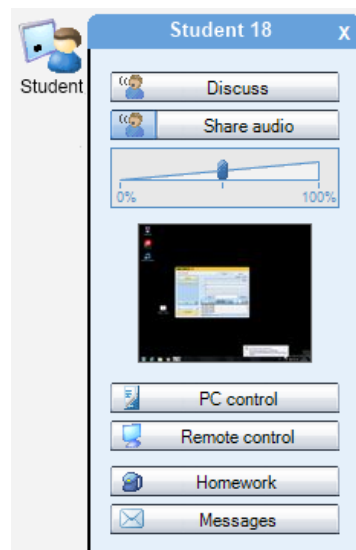 Student 18
x
Student
Discuss
Share audio
0%
100%
PC control
Remote control
Homework
Messages